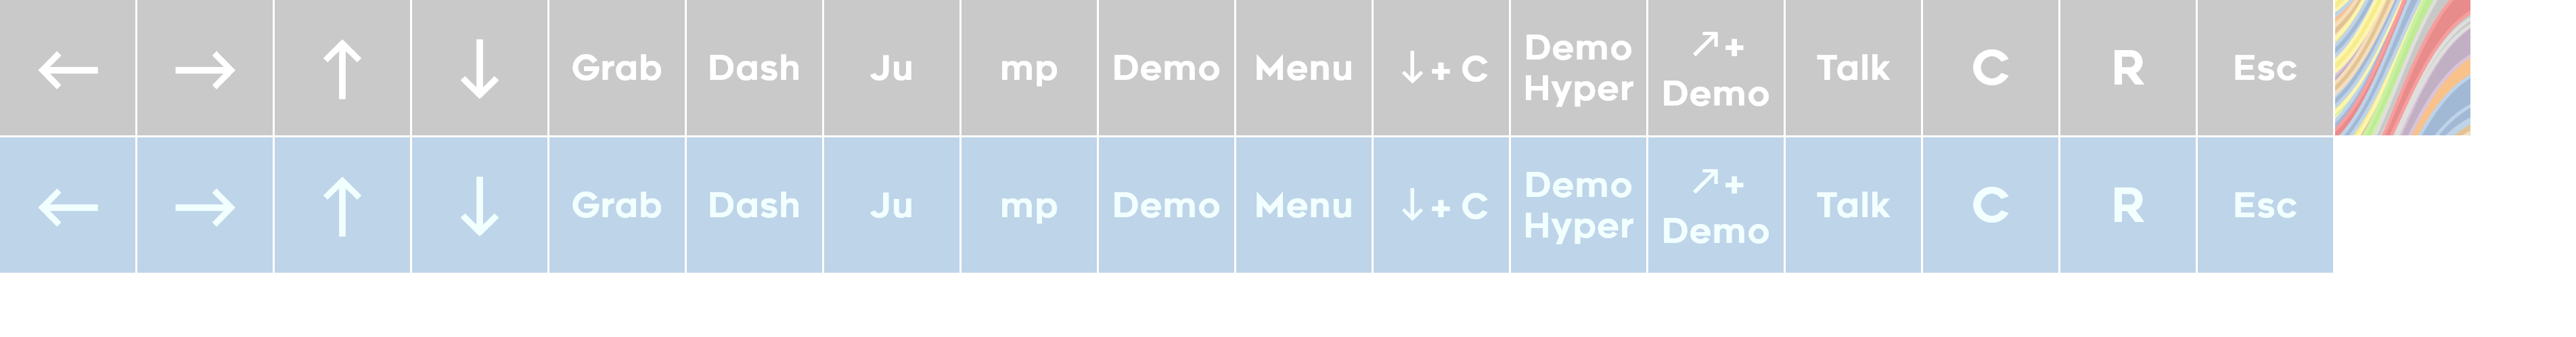 ← → ↑ ↓ Grab Dash Ju mp Demo Menu ↓+ C Demo Hyper ↗+ Demo Talk C R Esc
← → ↑ ↓ Grab Dash Ju mp Demo Menu ↓+ C Demo Hyper ↗+ Demo Talk C R Esc